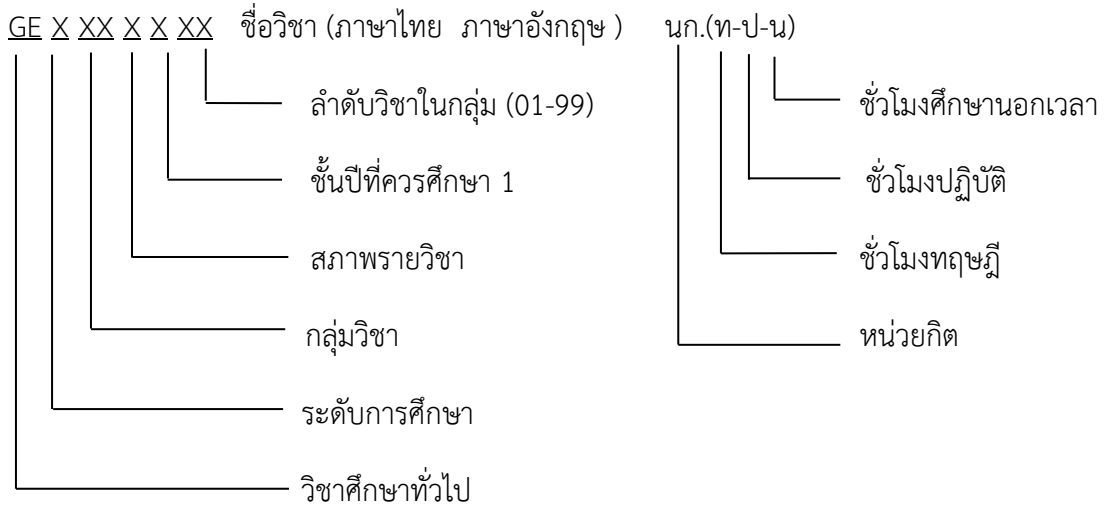 GE X XX X X XX ชื่อวิชา (ภาษาไทย ภาษาอังกฤษ ) นก.(ท-ป-น)
ลำดับวิชาในกลุ่ม (01-99) ชั่วโมงศึกษานอกเวลา
ชั้นปีที่ควรศึกษา 1 ชั่วโมงปฏิบัติ
สภาพรายวิชา ชั่วโมงทฤษฎี
กลุ่มวิชา หน่วยกิต
ระดับการศึกษา
วิชาศึกษาทั่วไป